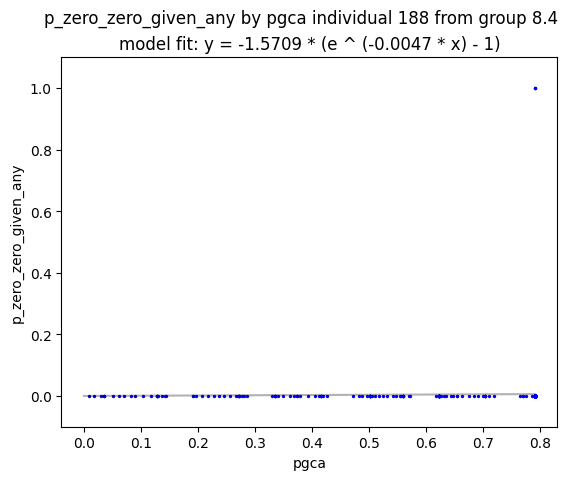 p_zero_zero_given_any by pgca individual 188 from group 8.4
model fit: y = -1.5709 * (e ^ (-0.0047 * x) - 1)
1.0
0.8
0.6
0.4
0.2
0.0
p_zero_zero_given_any
0.0 0.1 0.2 0.3 0.4 0.5 0.6 0.7 0.8
pgca